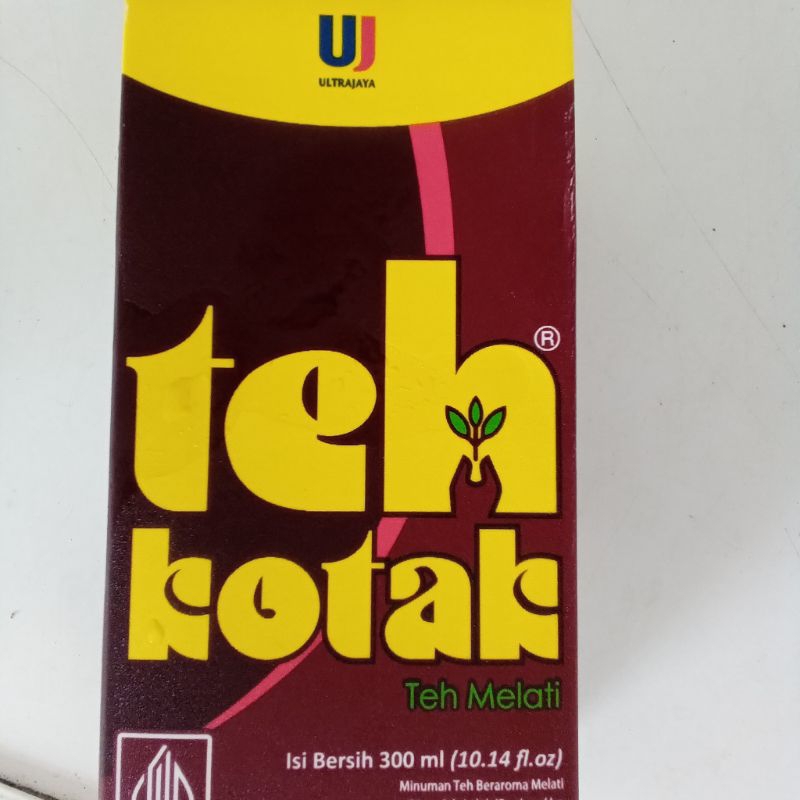 UJ
ULTRAJAYA
teh
®
kotak
Teh Melati
Isi Bersih 300 ml (10.14 fl.oz)
Minuman Teh Beraroma Melati